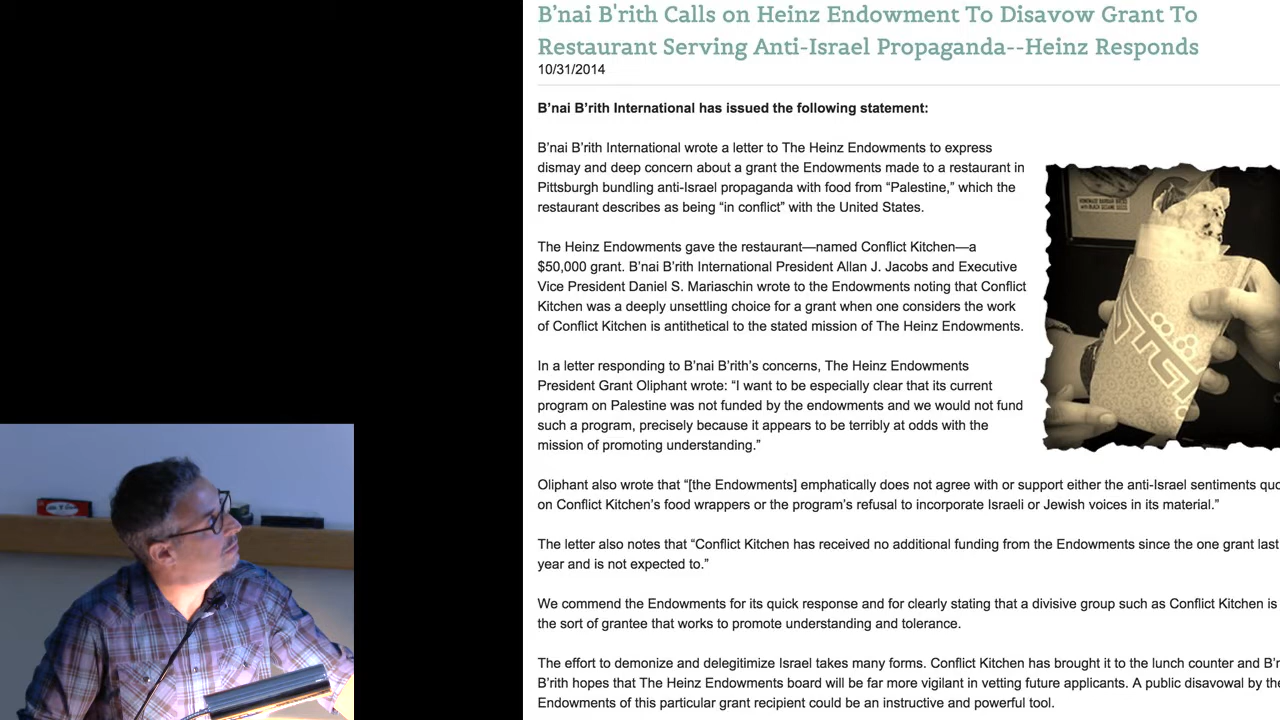 B’nai B'rith Calls on Heinz Endowment To Disavow Grant To
Restaurant Serving Anti-Israel Propaganda--Heinz Responds
10/31/2014
B’nai B’rith International has issued the following statement:
B’nai B’rith International wrote a letter to The Heinz Endowments to express
dismay and deep concern about a grant the Endowments made to a restaurant in
Pittsburgh bundling anti-Israel propaganda with food from “Palestine,” which the
restaurant describes as being “in conflict” with the United States.
The Heinz Endowments gave the restaurant—named Conflict Kitchen—a
$50,000 grant. B’nai B’rith International President Allan J. Jacobs and Executive
Vice President Daniel S. Mariaschin wrote to the Endowments noting that Conflict
Kitchen was a deeply unsettling choice for a grant when one considers the work
of Conflict Kitchen is antithetical to the stated mission of The Heinz Endowments.
In a letter responding to B’nai B’rith’s concerns, The Heinz Endowments
President Grant Oliphant wrote: “I want to be especially clear that its current
program on Palestine was not funded by the endowments and we would not fund
such a program, precisely because it appears to be terribly at odds with the
mission of promoting understanding.”
Oliphant also wrote that “[the Endowments] emphatically does not agree with or support either the anti-Israel sentiments quo
on Conflict Kitchen’s food wrappers or the program’s refusal to incorporate Israeli or Jewish voices in its material.”
The letter also notes that “Conflict Kitchen has received no additional funding from the Endowments since the one grant last
year and is not expected to.”
We commend the Endowments for its quick response and for clearly stating that a divisive group such as Conflict Kitchen is
the sort of grantee that works to promote understanding and tolerance.
The effort to demonize and delegitimize Israel takes many forms. Conflict Kitchen has brought it to the lunch counter and B'n
B’rith hopes that The Heinz Endowments board will be far more vigilant in vetting future applicants. A public disavowal by the
Endowments of this particular grant recipient could be an instructive and powerful tool.